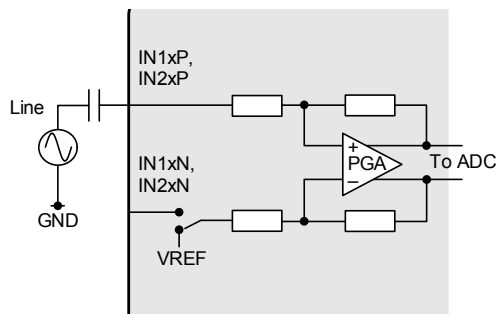 IN1xP,
IN2xP
Line
+
PGA
−
To ADC
IN1xN,
IN2xN
GND
VREF